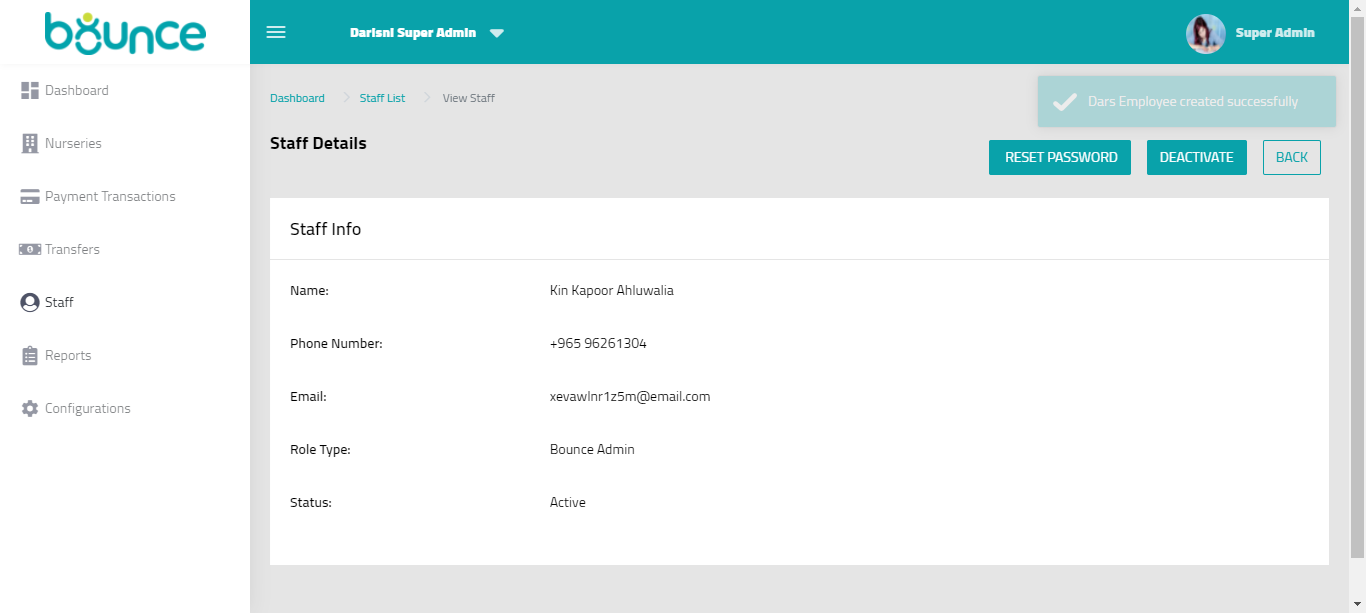 bounce
Darisni Super Admin
Super Admin
Dashboard
Nurseries
Payment Transactions
Transfers
Staff
Reports
Configurations
Dashboard Staff List View Staff
Dars Employee created successfully
Staff Details
RESET PASSWORD DEACTIVATE BACK
Staff Info
Name: Kin Kapoor Ahluwalia
Phone Number: +965 96261304
Email: xevawlnr1z5m@email.com
Role Type: Bounce Admin
Status: Active